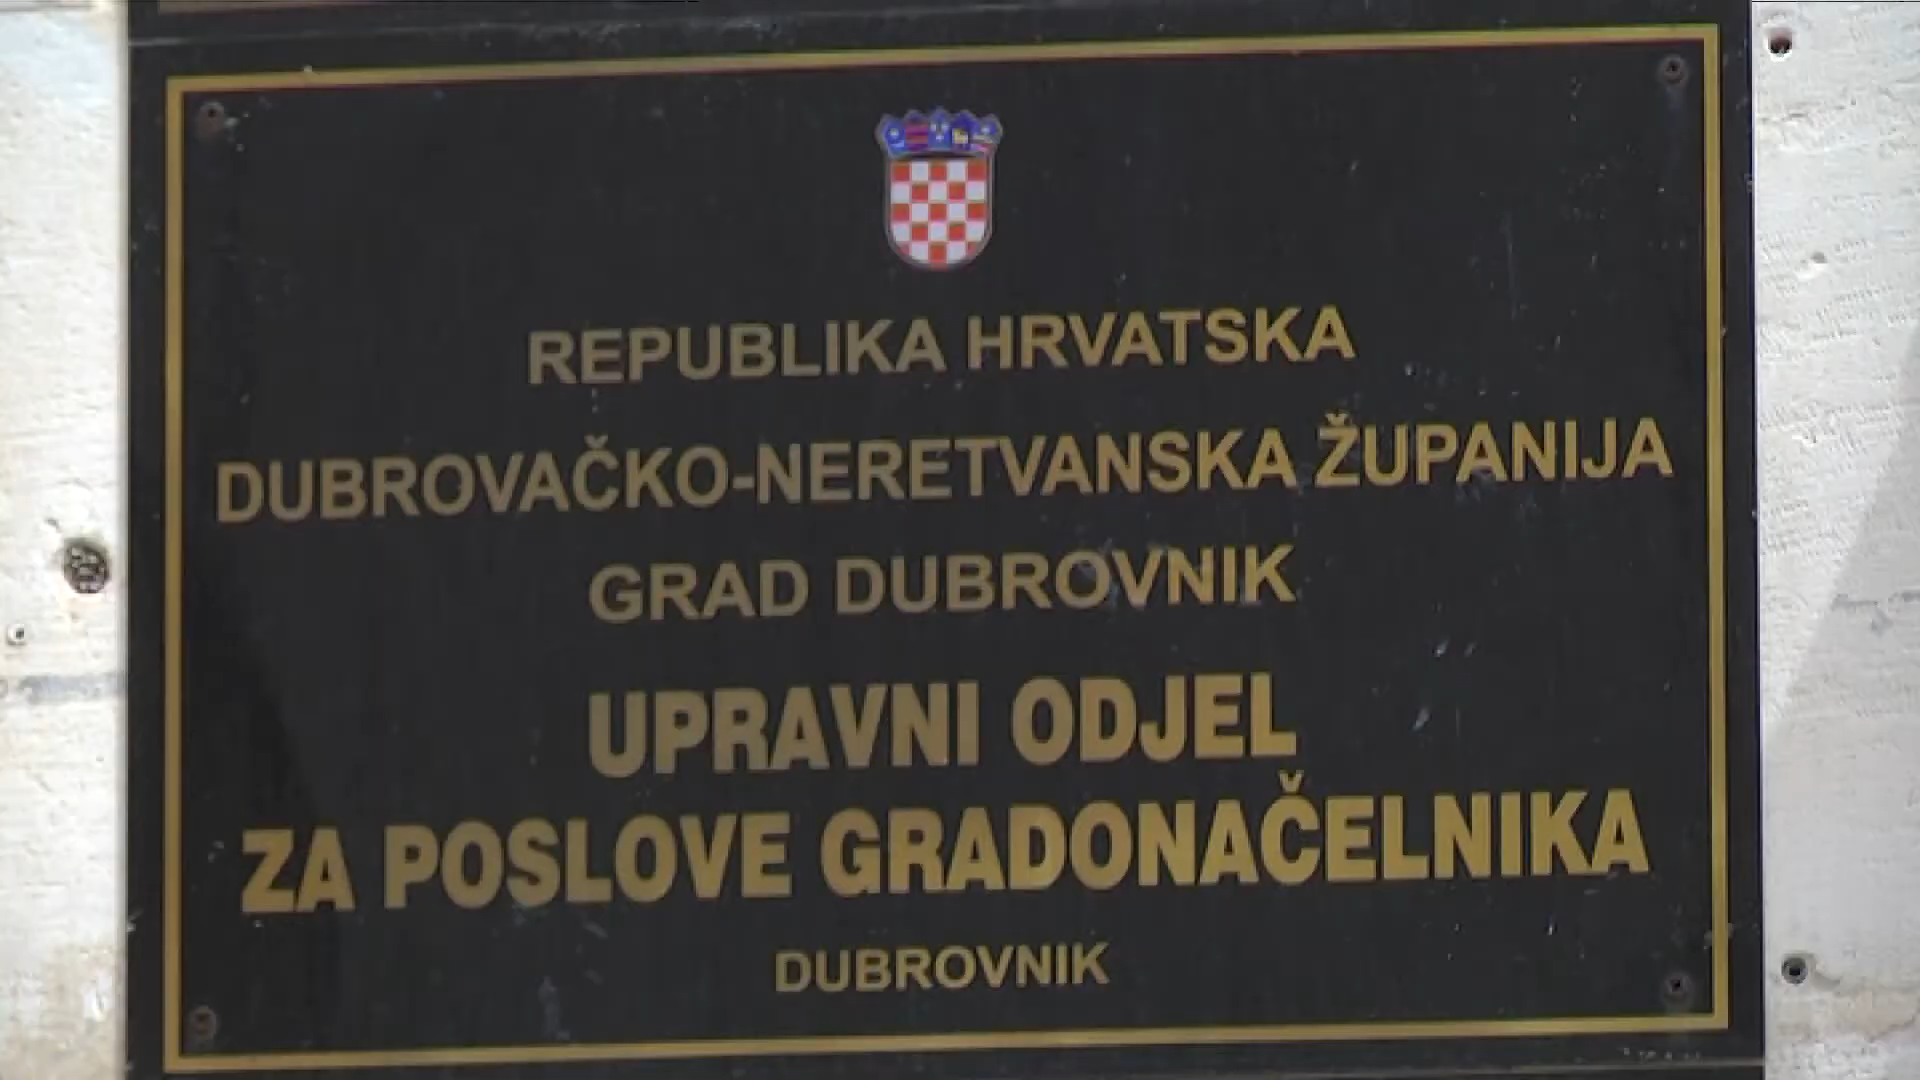 REPUBLIKA HRVATSKA
DUBROVAČKO-NERETVANSKA ŽUPANIJA
GRAD DUBROVNIK
UPRAVNI ODJEL
ZA POSLOVE GRADONAČELNIKA
DUBROVNIK